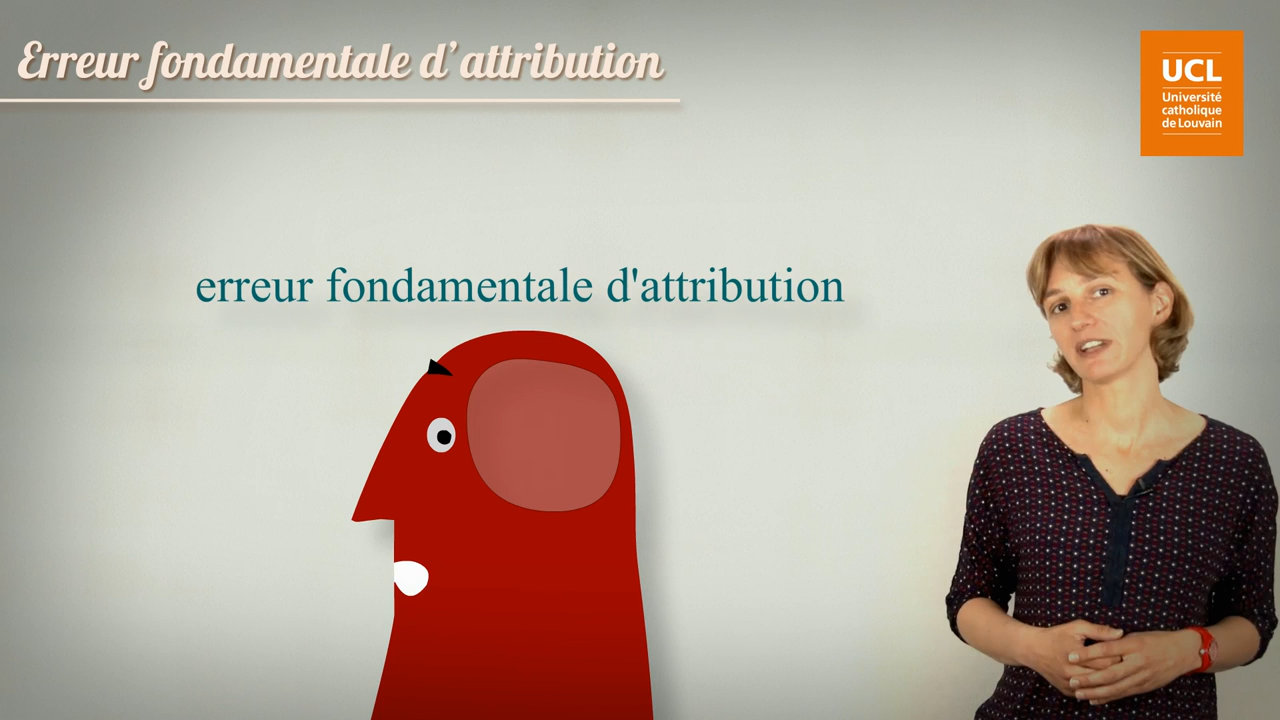 Erreur fondamentale d'attribution
UCL
Université
catholique
de Louvain
erreur fondamentale d'attribution